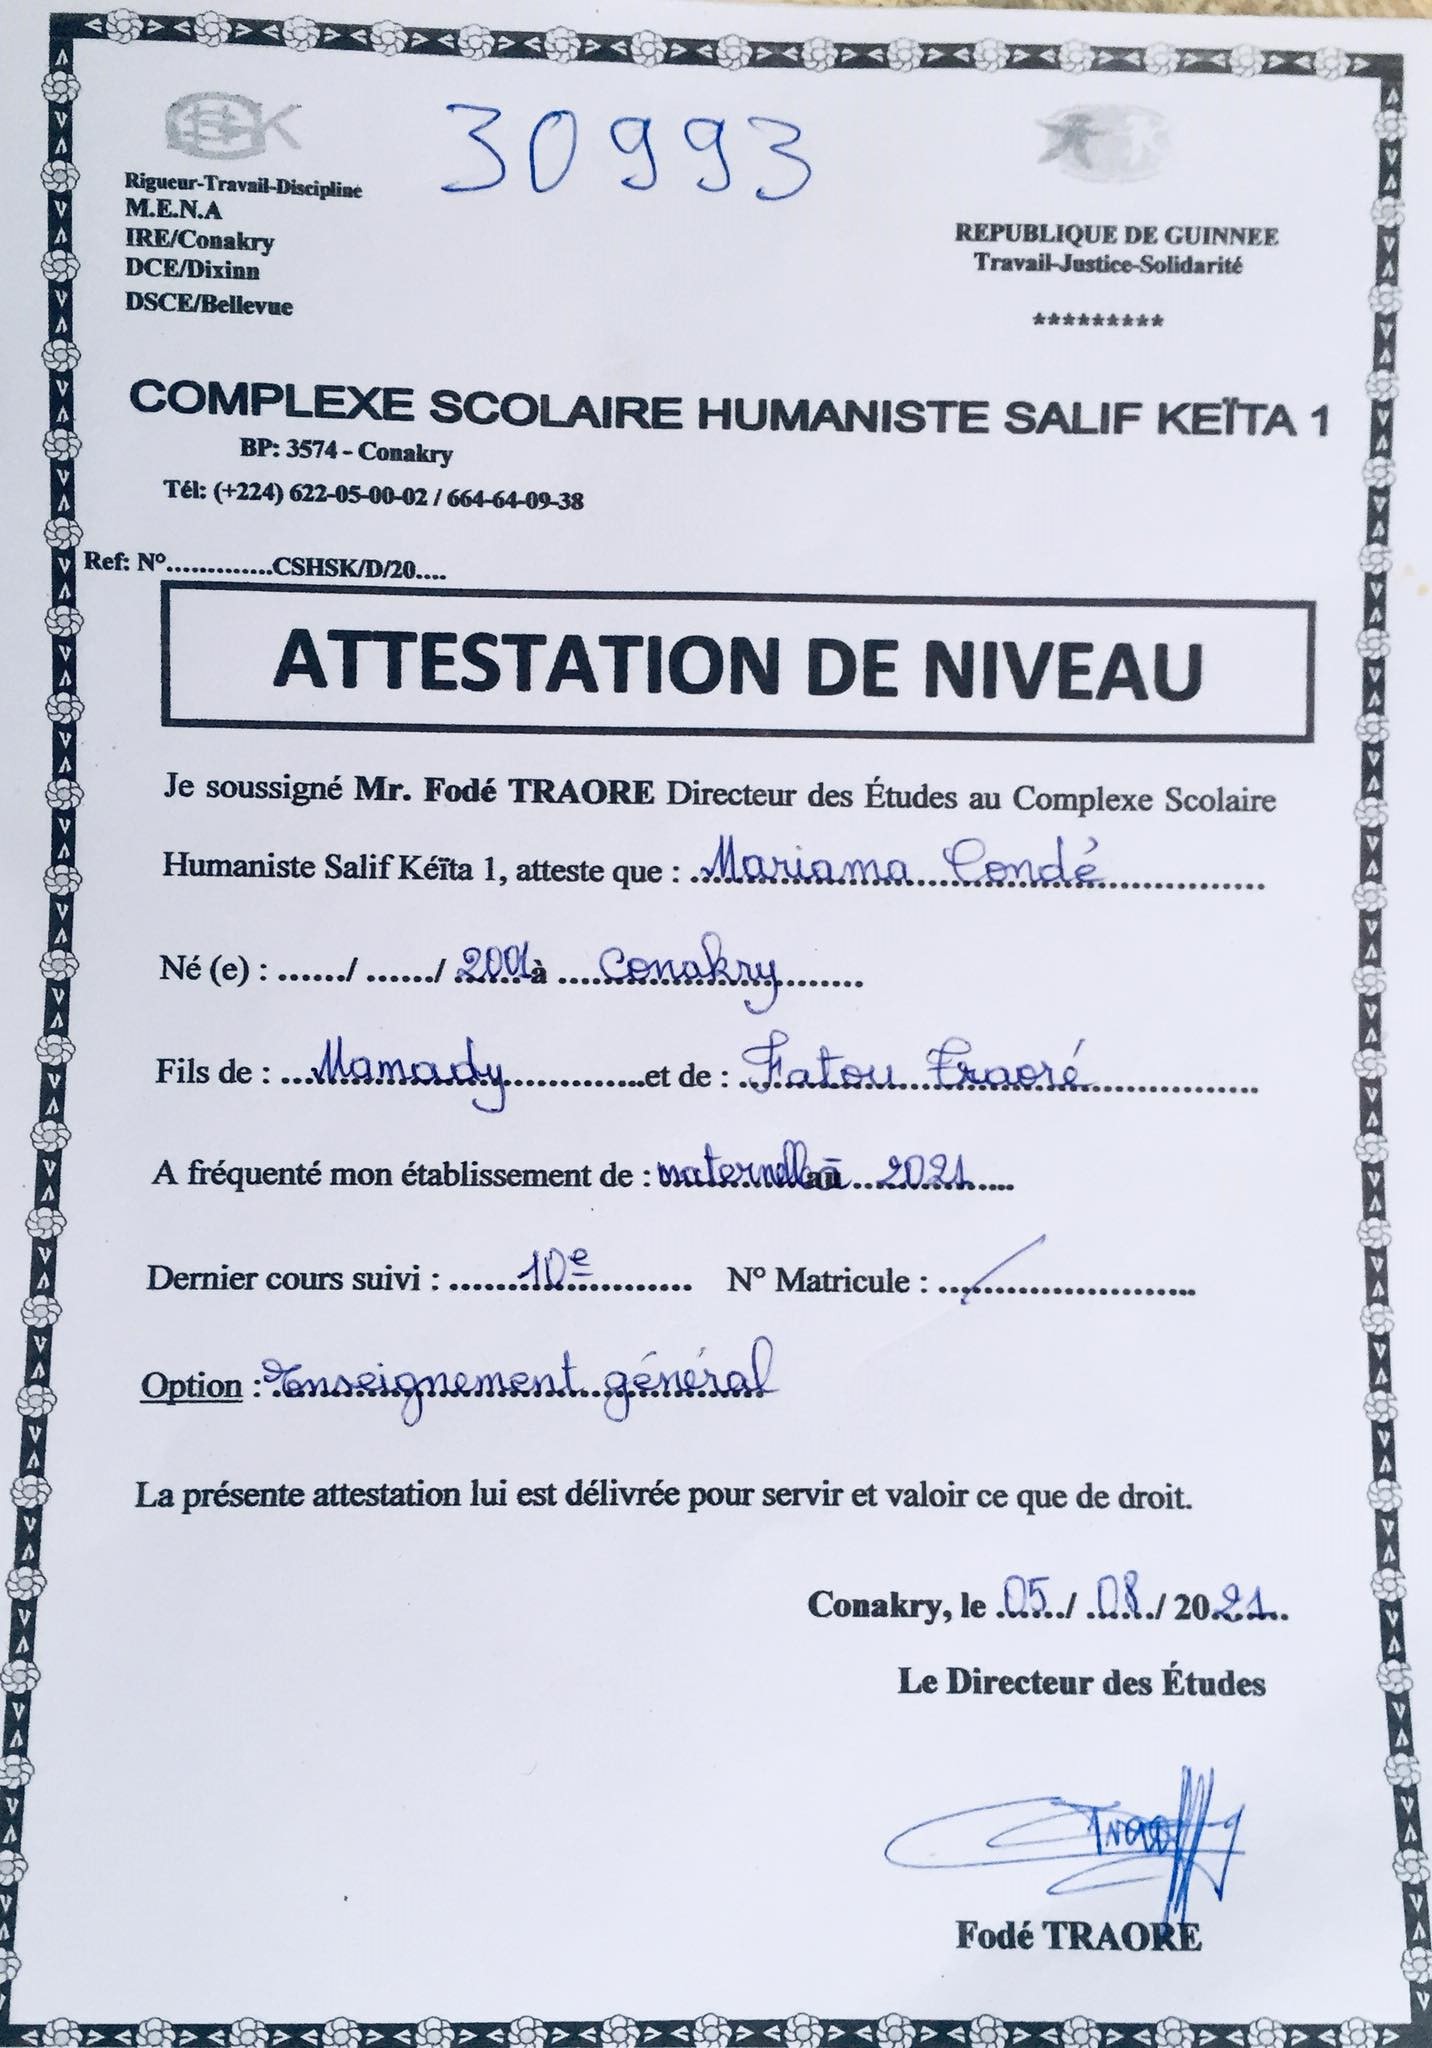 CSHK
30993
Rigueur-Travail-Discipline
M.E.N.A
IRE/Conakry
DCE/Dixinn
DSCE/Bellevue
REPUBLIQUE DE GUINNEE
Travail-Justice-Solidarité
*********
COMPLEXE SCOLAIRE HUMANISTE SALIF KEÏTA 1
BP: 3574 - Conakry
Tél: (+224) 622-05-00-02 / 664-64-09-38
Ref: N°.............CSHSK/D/20....
ATTESTATION DE NIVEAU
Je soussigné Mr. Fodé TRAORE Directeur des Études au Complexe Scolaire
Humaniste Salif Kéïta 1, atteste que : Mariama Condé
Né (e) : ....../ ....../ 2001 à Conakry
Fils de : Mamady et de : Fatou Traoré
A fréquenté mon établissement de : maternelle au 2021
Dernier cours suivi : 10e N° Matricule : /
Option : Enseignement général
La présente attestation lui est délivrée pour servir et valoir ce que de droit.
Conakry, le 05/ 08/ 2021
Le Directeur des Études
Fodé TRAORE